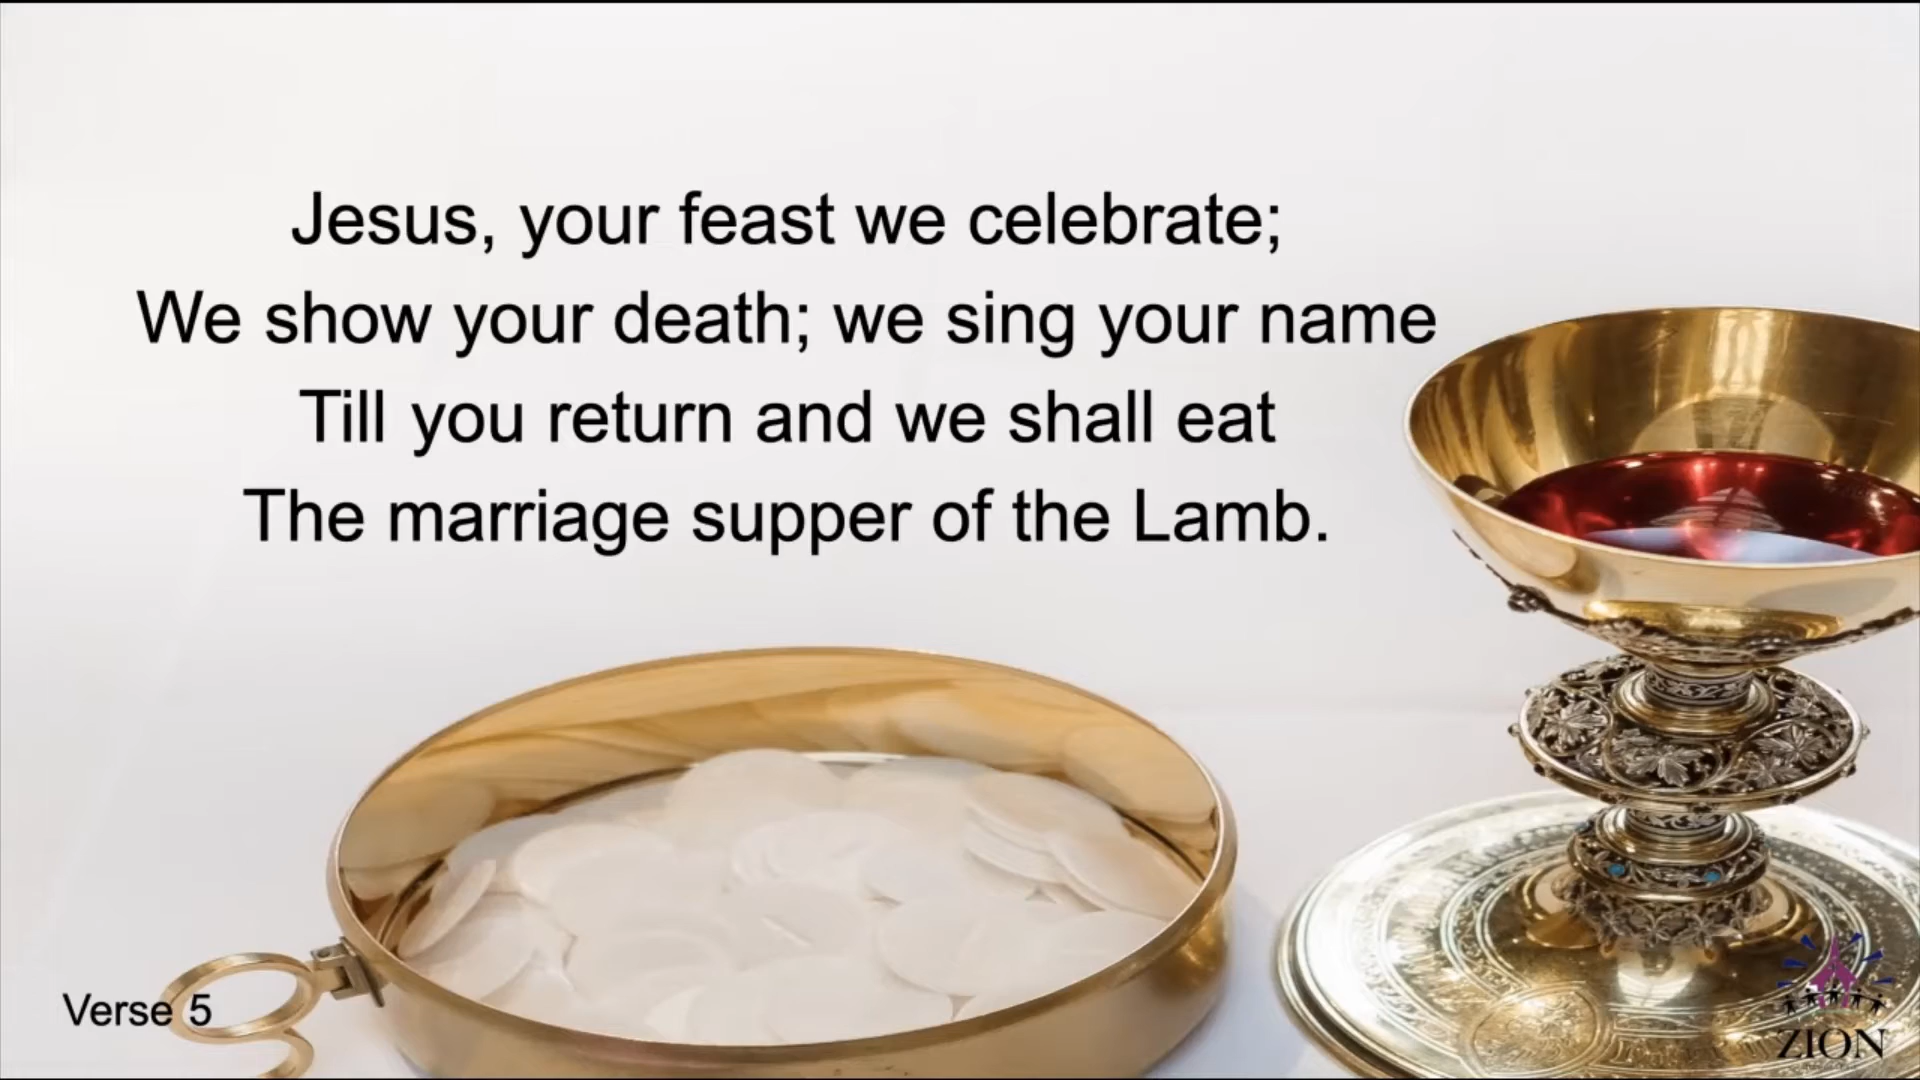 Jesus, your feast we celebrate;
We show your death; we sing your name
Till you return and we shall eat
The marriage supper of the Lamb.
Verse 5
ZION